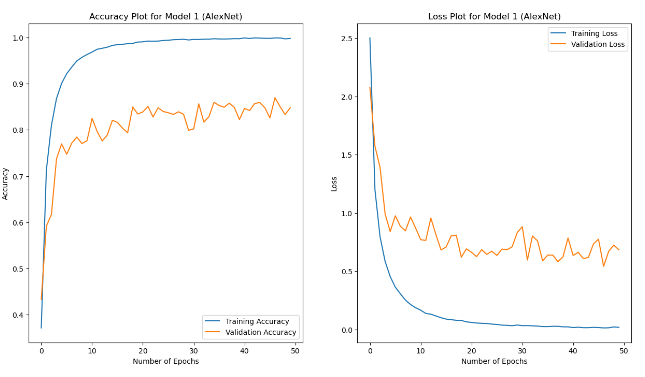 Accuracy Plot for Model 1 (AlexNet)
1.0
0.9
0.8
0.7
0.6
0.5
0.4
Accuracy
0
10
20
30
40
50
Number of Epochs
Training Accuracy
Validation Accuracy
Loss Plot for Model 1 (AlexNet)
2.5
2.0
1.5
1.0
0.5
0.0
Loss
0
10
20
30
40
50
Number of Epochs
Training Loss
Validation Loss